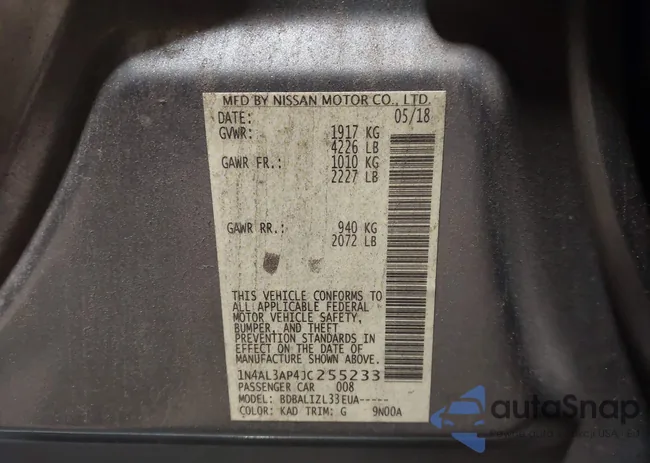 MFD BY NISSAN MOTOR CO., LTD.
DATE: 05/18
GVWR: 1917 KG
4226 LB
GAWR FR.: 1010 KG
2227 LB
GAWR RR.: 940 KG
2072 LB
THIS VEHICLE CONFORMS TO
ALL APPLICABLE FEDERAL
MOTOR VEHICLE SAFETY,
BUMPER, AND THEFT
PREVENTION STANDARDS IN
EFFECT ON THE DATE OF
MANUFACTURE SHOWN ABOVE.
1N4AL3AP4JC255233
PASSENGER CAR 008
MODEL: BDBALIZL33EUA-----
COLOR: KAD TRIM: G 9N00A
autoSnap